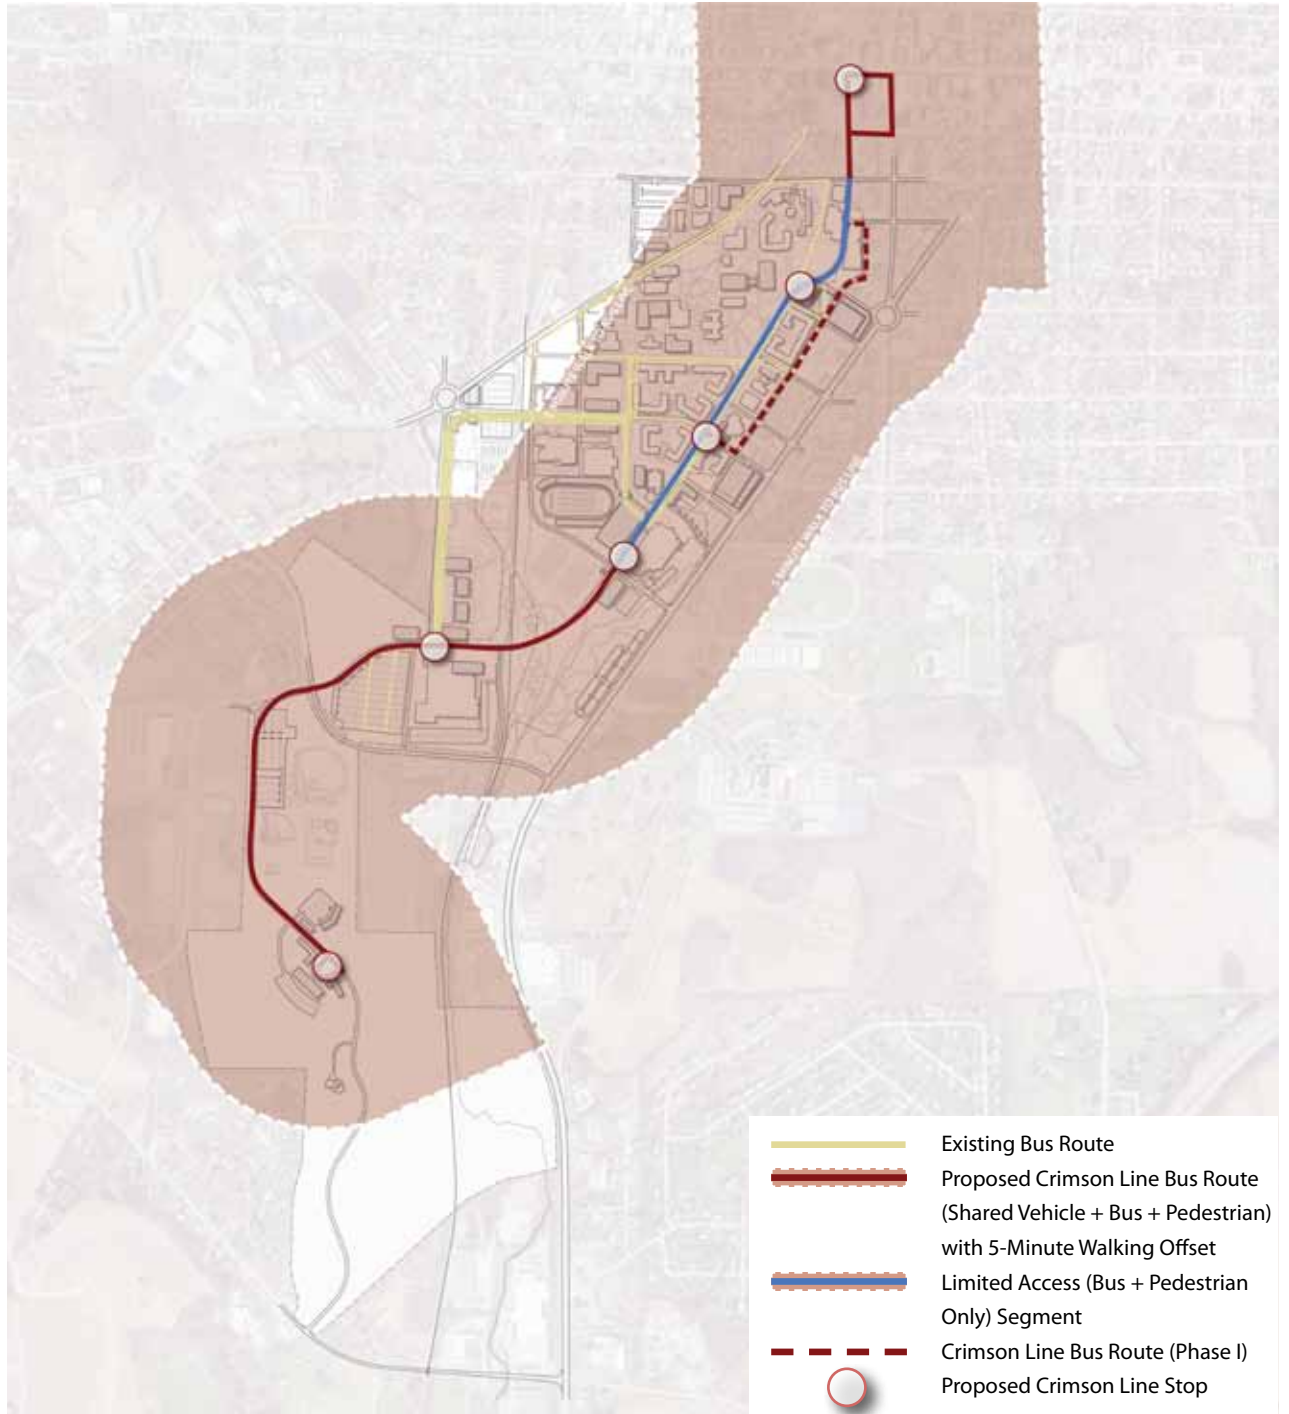 Existing Bus Route
Proposed Crimson Line Bus Route
(Shared Vehicle + Bus + Pedestrian)
with 5-Minute Walking Offset
Limited Access (Bus + Pedestrian
Only) Segment
Crimson Line Bus Route (Phase I)
Proposed Crimson Line Stop